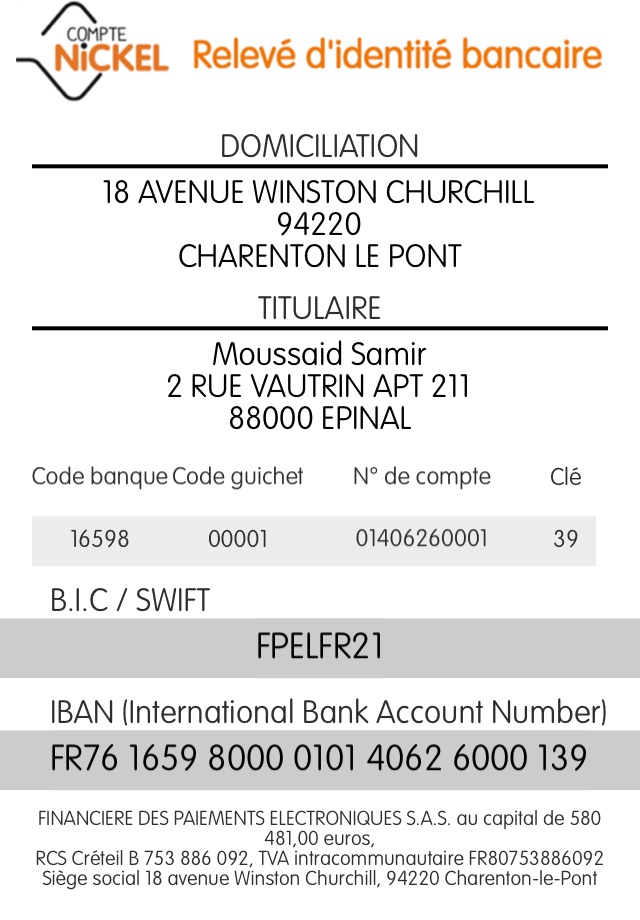 COMPTE
NiCKEL
Relevé d'identité bancaire
DOMICILIATION
18 AVENUE WINSTON CHURCHILL
94220
CHARENTON LE PONT
TITULAIRE
Moussaid Samir
2 RUE VAUTRIN APT 211
88000 EPINAL
Code banque Code guichet N° de compte Clé
16598 00001 01406260001 39
B.I.C / SWIFT
FPELFR21
IBAN (International Bank Account Number)
FR76 1659 8000 0101 4062 6000 139
FINANCIERE DES PAIEMENTS ELECTRONIQUES S.A.S. au capital de 580
481,00 euros,
RCS Créteil B 753 886 092, TVA intracommunautaire FR80753886092
Siège social 18 avenue Winston Churchill, 94220 Charenton-le-Pont